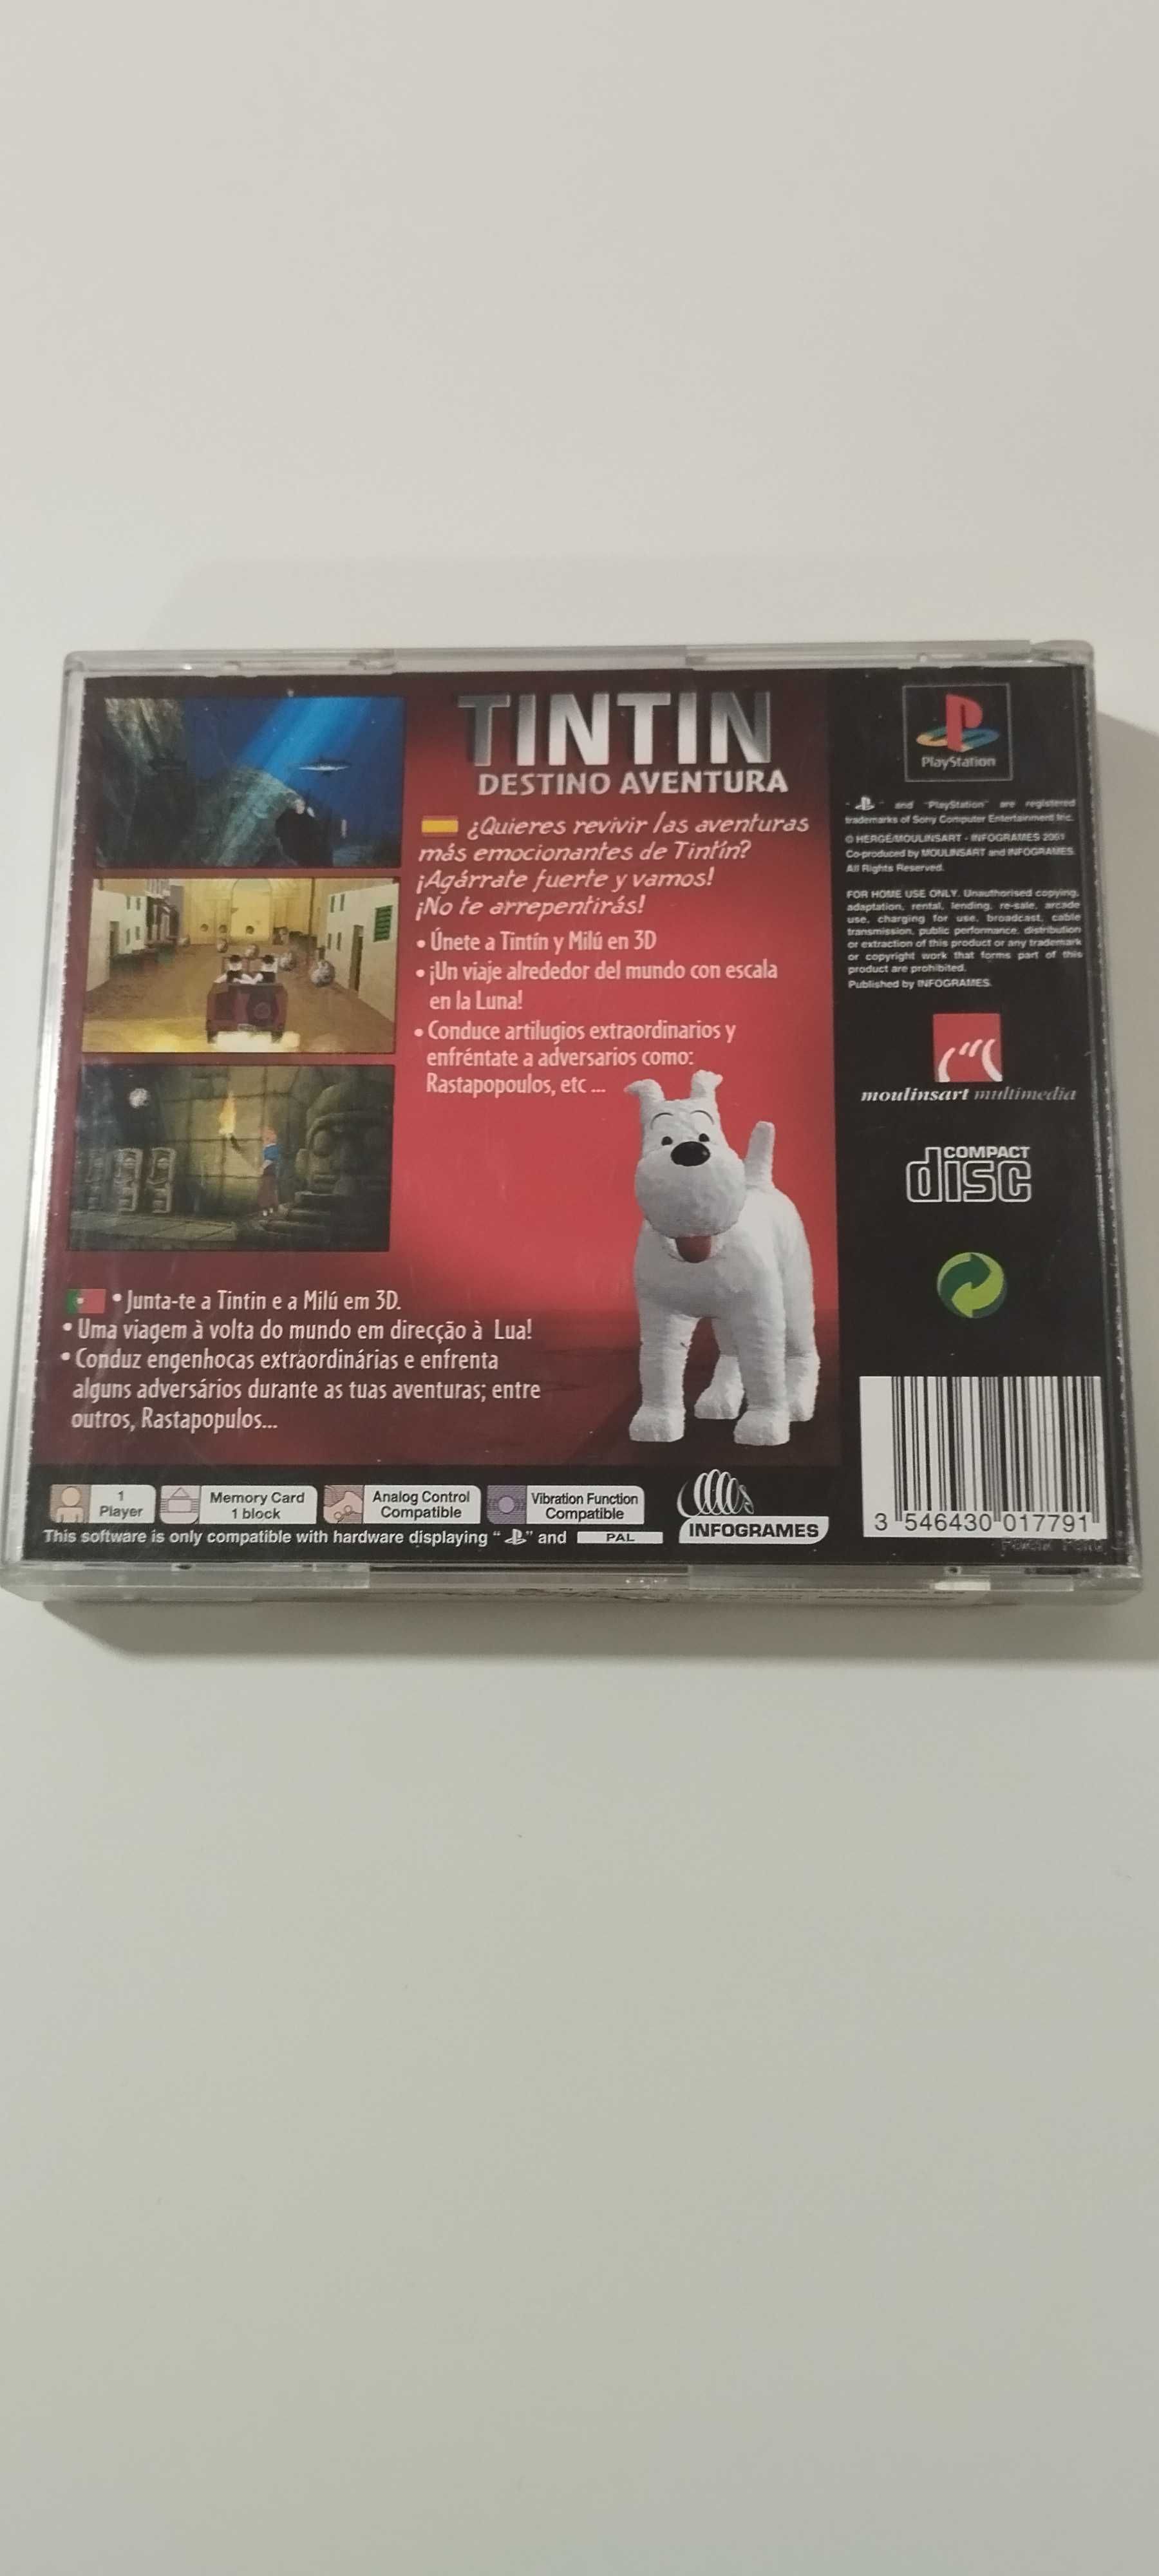 TINTIN
DESTINO AVENTURA
¿Quieres revivir las aventuras
más emocionantes de Tintín?
¡Agárrate fuerte y vamos!
¡No te arrepentirás!
• Únete a Tintín y Milú en 3D
• ¡Un viaje alrededor del mundo con escala
en la Luna!
• Conduce artilugios extraordinarios y
enfréntate a adversarios como:
Rastapopoulos, etc ...
• Junta-te a Tintin e a Milú em 3D.
• Uma viagem à volta do mundo em direcção à Lua!
• Conduz engenhocas extraordinárias e enfrenta
alguns adversários durante as tuas aventuras; entre
outros, Rastapopulos...
1
Player
Memory Card
1 block
Analog Control
Compatible
Vibration Function
Compatible
This software is only compatible with hardware displaying " " and PAL
INFOGRAMES
PlayStation
" " and "PlayStation" are registered
trademarks of Sony Computer Entertainment Inc.
© HERGÉ/MOULINSART - INFOGRAMES 2001
Co-produced by MOULINSART and INFOGRAMES.
All Rights Reserved.
FOR HOME USE ONLY. Unauthorised copying,
adaptation, rental, lending, re-sale, arcade
use, charging for use, broadcast, cable
transmission, public performance, distribution
or extraction of this product or any trademark
or copyright work that forms part of this
product are prohibited.
Published by INFOGRAMES.
moulinsart multimedia
COMPACT
disc
3 546430 017791